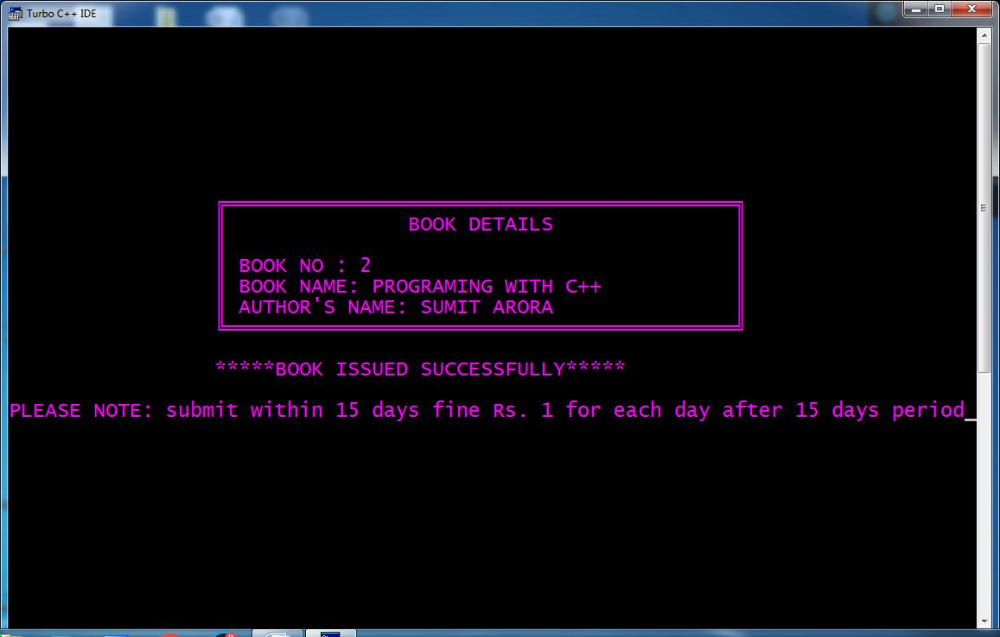 Turbo C++ IDE
BOOK DETAILS
BOOK NO : 2
BOOK NAME: PROGRAMING WITH C++
AUTHOR'S NAME: SUMIT ARORA
*****BOOK ISSUED SUCCESSFULLY*****
PLEASE NOTE: submit within 15 days fine Rs. 1 for each day after 15 days period_